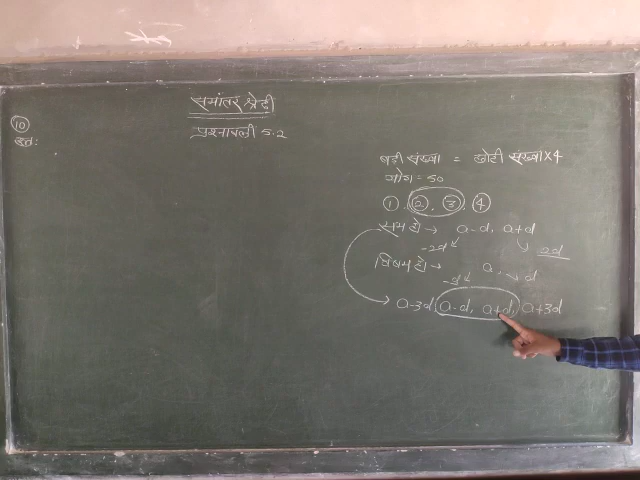 समांतर श्रेढ़ी
प्रश्नावली 5.2
10
हल:
बड़ी संख्या = छोटी संख्या × 4
योग = 50
1, 2, 3, 4
सम हो → a-d, a+d
-2d 2d
विषम हो → a,
-d d
a-3d, a-d, a+d, a+3d